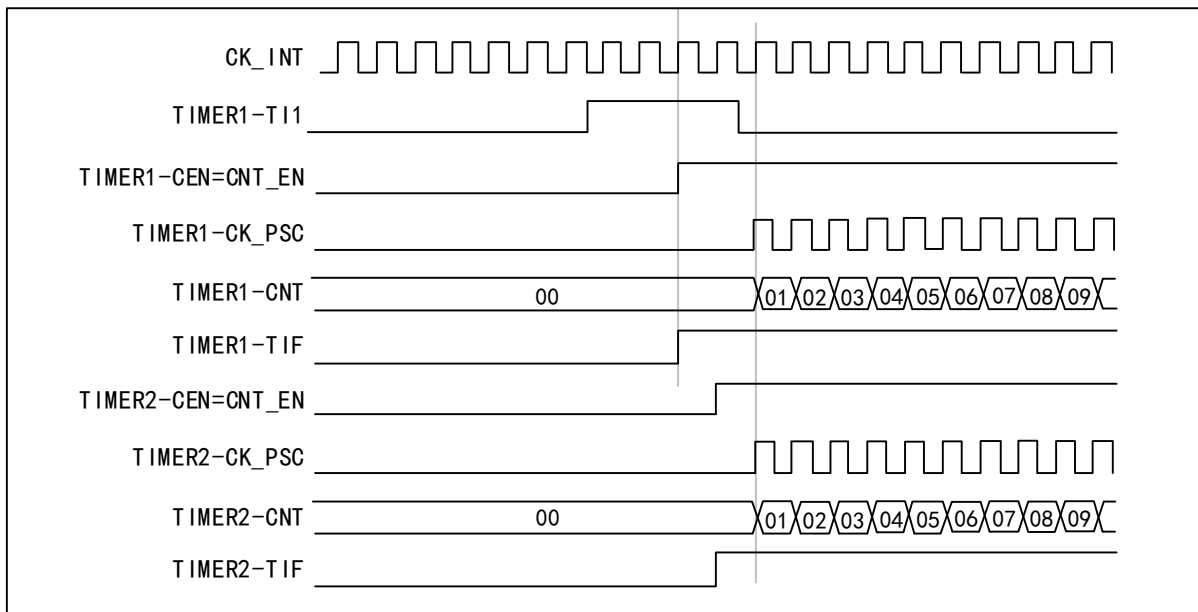 CK_INT
TIMER1-TI1
TIMER1-CEN=CNT_EN
TIMER1-CK_PSC
TIMER1-CNT 00 01 02 03 04 05 06 07 08 09
TIMER1-TIF
TIMER2-CEN=CNT_EN
TIMER2-CK_PSC
TIMER2-CNT 00 01 02 03 04 05 06 07 08 09
TIMER2-TIF